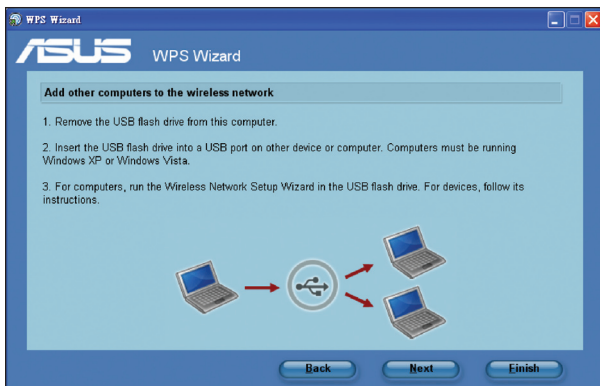 WPS Wizard
ASUS WPS Wizard
Add other computers to the wireless network
1. Remove the USB flash drive from this computer.
2. Insert the USB flash drive into a USB port on other device or computer. Computers must be running
Windows XP or Windows Vista.
3. For computers, run the Wireless Network Setup Wizard in the USB flash drive. For devices, follow its
instructions.
Back Next Finish